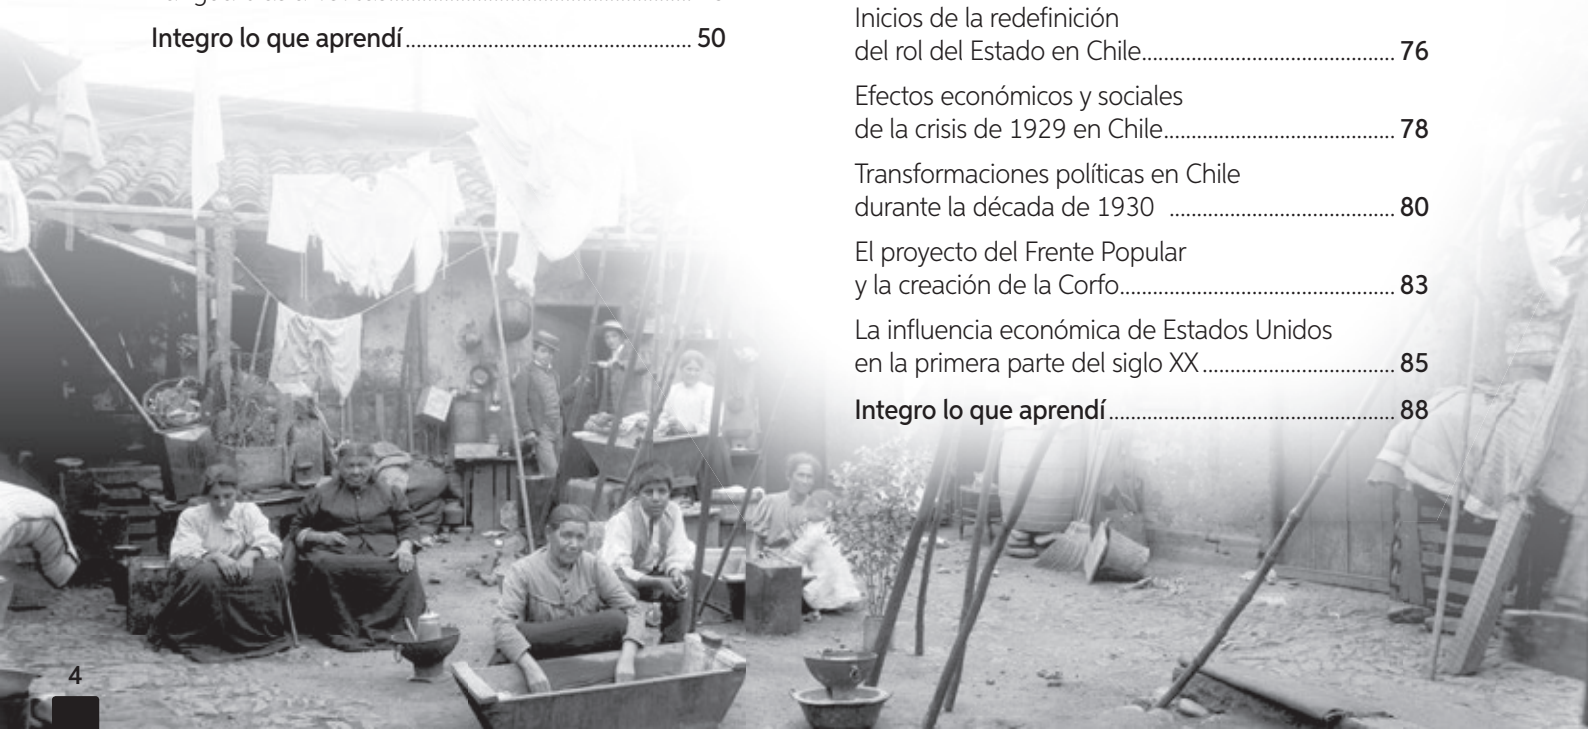 Integro lo que aprendí.................................................. 50
Inicios de la redefinición
del rol del Estado en Chile............................................ 76
Efectos económicos y sociales
de la crisis de 1929 en Chile........................................ 78
Transformaciones políticas en Chile
durante la década de 1930 ....................................... 80
El proyecto del Frente Popular
y la creación de la Corfo................................................ 83
La influencia económica de Estados Unidos
en la primera parte del siglo XX.................................. 85
Integro lo que aprendí.................................................. 88
4